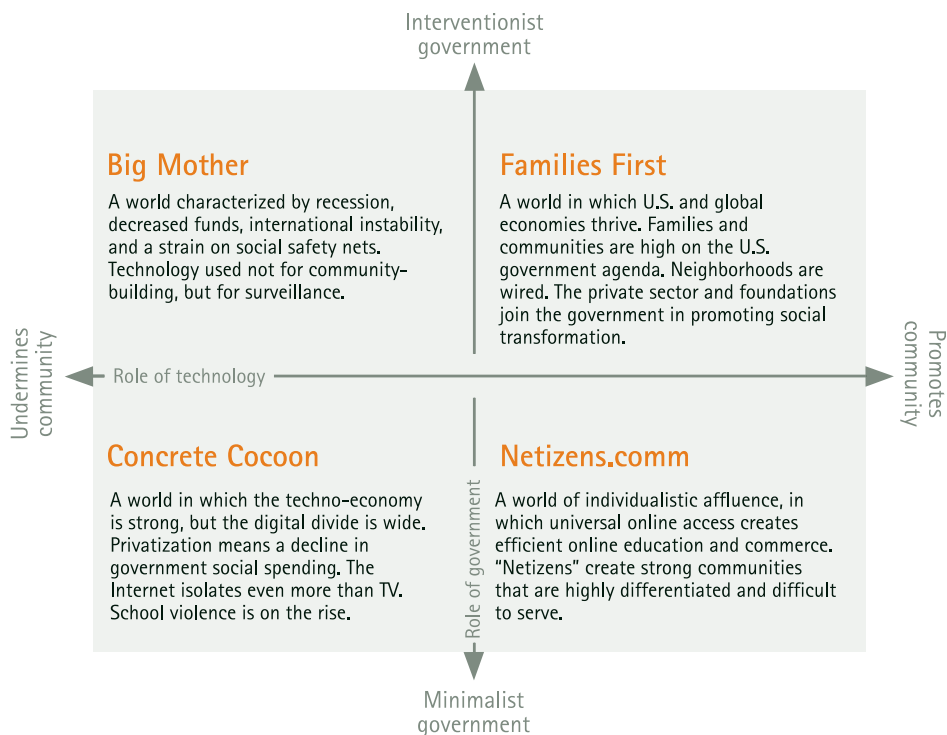 Interventionist
government
Big Mother
A world characterized by recession,
decreased funds, international instability,
and a strain on social safety nets.
Technology used not for community-
building, but for surveillance.
Families First
A world in which U.S. and global
economies thrive. Families and
communities are high on the U.S.
government agenda. Neighborhoods are
wired. The private sector and foundations
join the government in promoting social
transformation.
Undermines
community
Role of technology
Promotes
community
Concrete Cocoon
A world in which the techno-economy
is strong, but the digital divide is wide.
Privatization means a decline in
government social spending. The
Internet isolates even more than TV.
School violence is on the rise.
Role of government
Netizens.comm
A world of individualistic affluence, in
which universal online access creates
efficient online education and commerce.
“Netizens” create strong communities
that are highly differentiated and difficult
to serve.
Minimalist
government